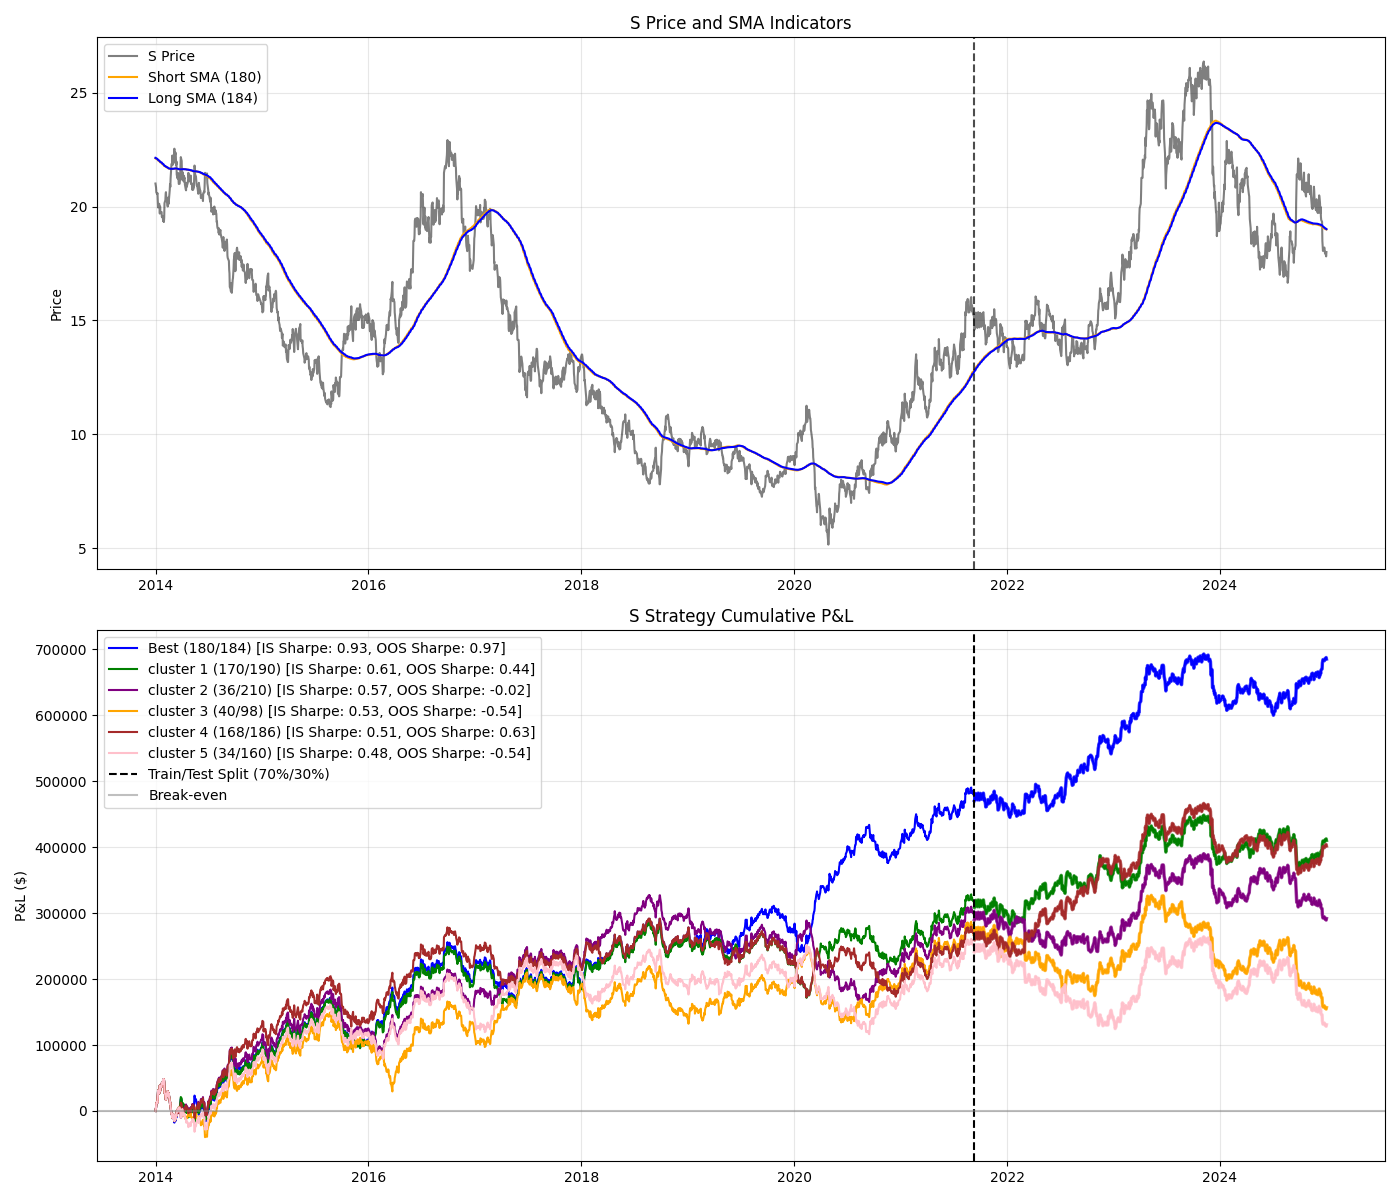 S Price and SMA Indicators
S Price
Short SMA (180)
Long SMA (184)
Price
25
20
15
10
5
2014
2016
2018
2020
2022
2024
S Strategy Cumulative P&L
Best (180/184) [IS Sharpe: 0.93, OOS Sharpe: 0.97]
cluster 1 (170/190) [IS Sharpe: 0.61, OOS Sharpe: 0.44]
cluster 2 (36/210) [IS Sharpe: 0.57, OOS Sharpe: -0.02]
cluster 3 (40/98) [IS Sharpe: 0.53, OOS Sharpe: -0.54]
cluster 4 (168/186) [IS Sharpe: 0.51, OOS Sharpe: 0.63]
cluster 5 (34/160) [IS Sharpe: 0.48, OOS Sharpe: -0.54]
Train/Test Split (70%/30%)
Break-even
P&L ($)
700000
600000
500000
400000
300000
200000
100000
0
2014
2016
2018
2020
2022
2024